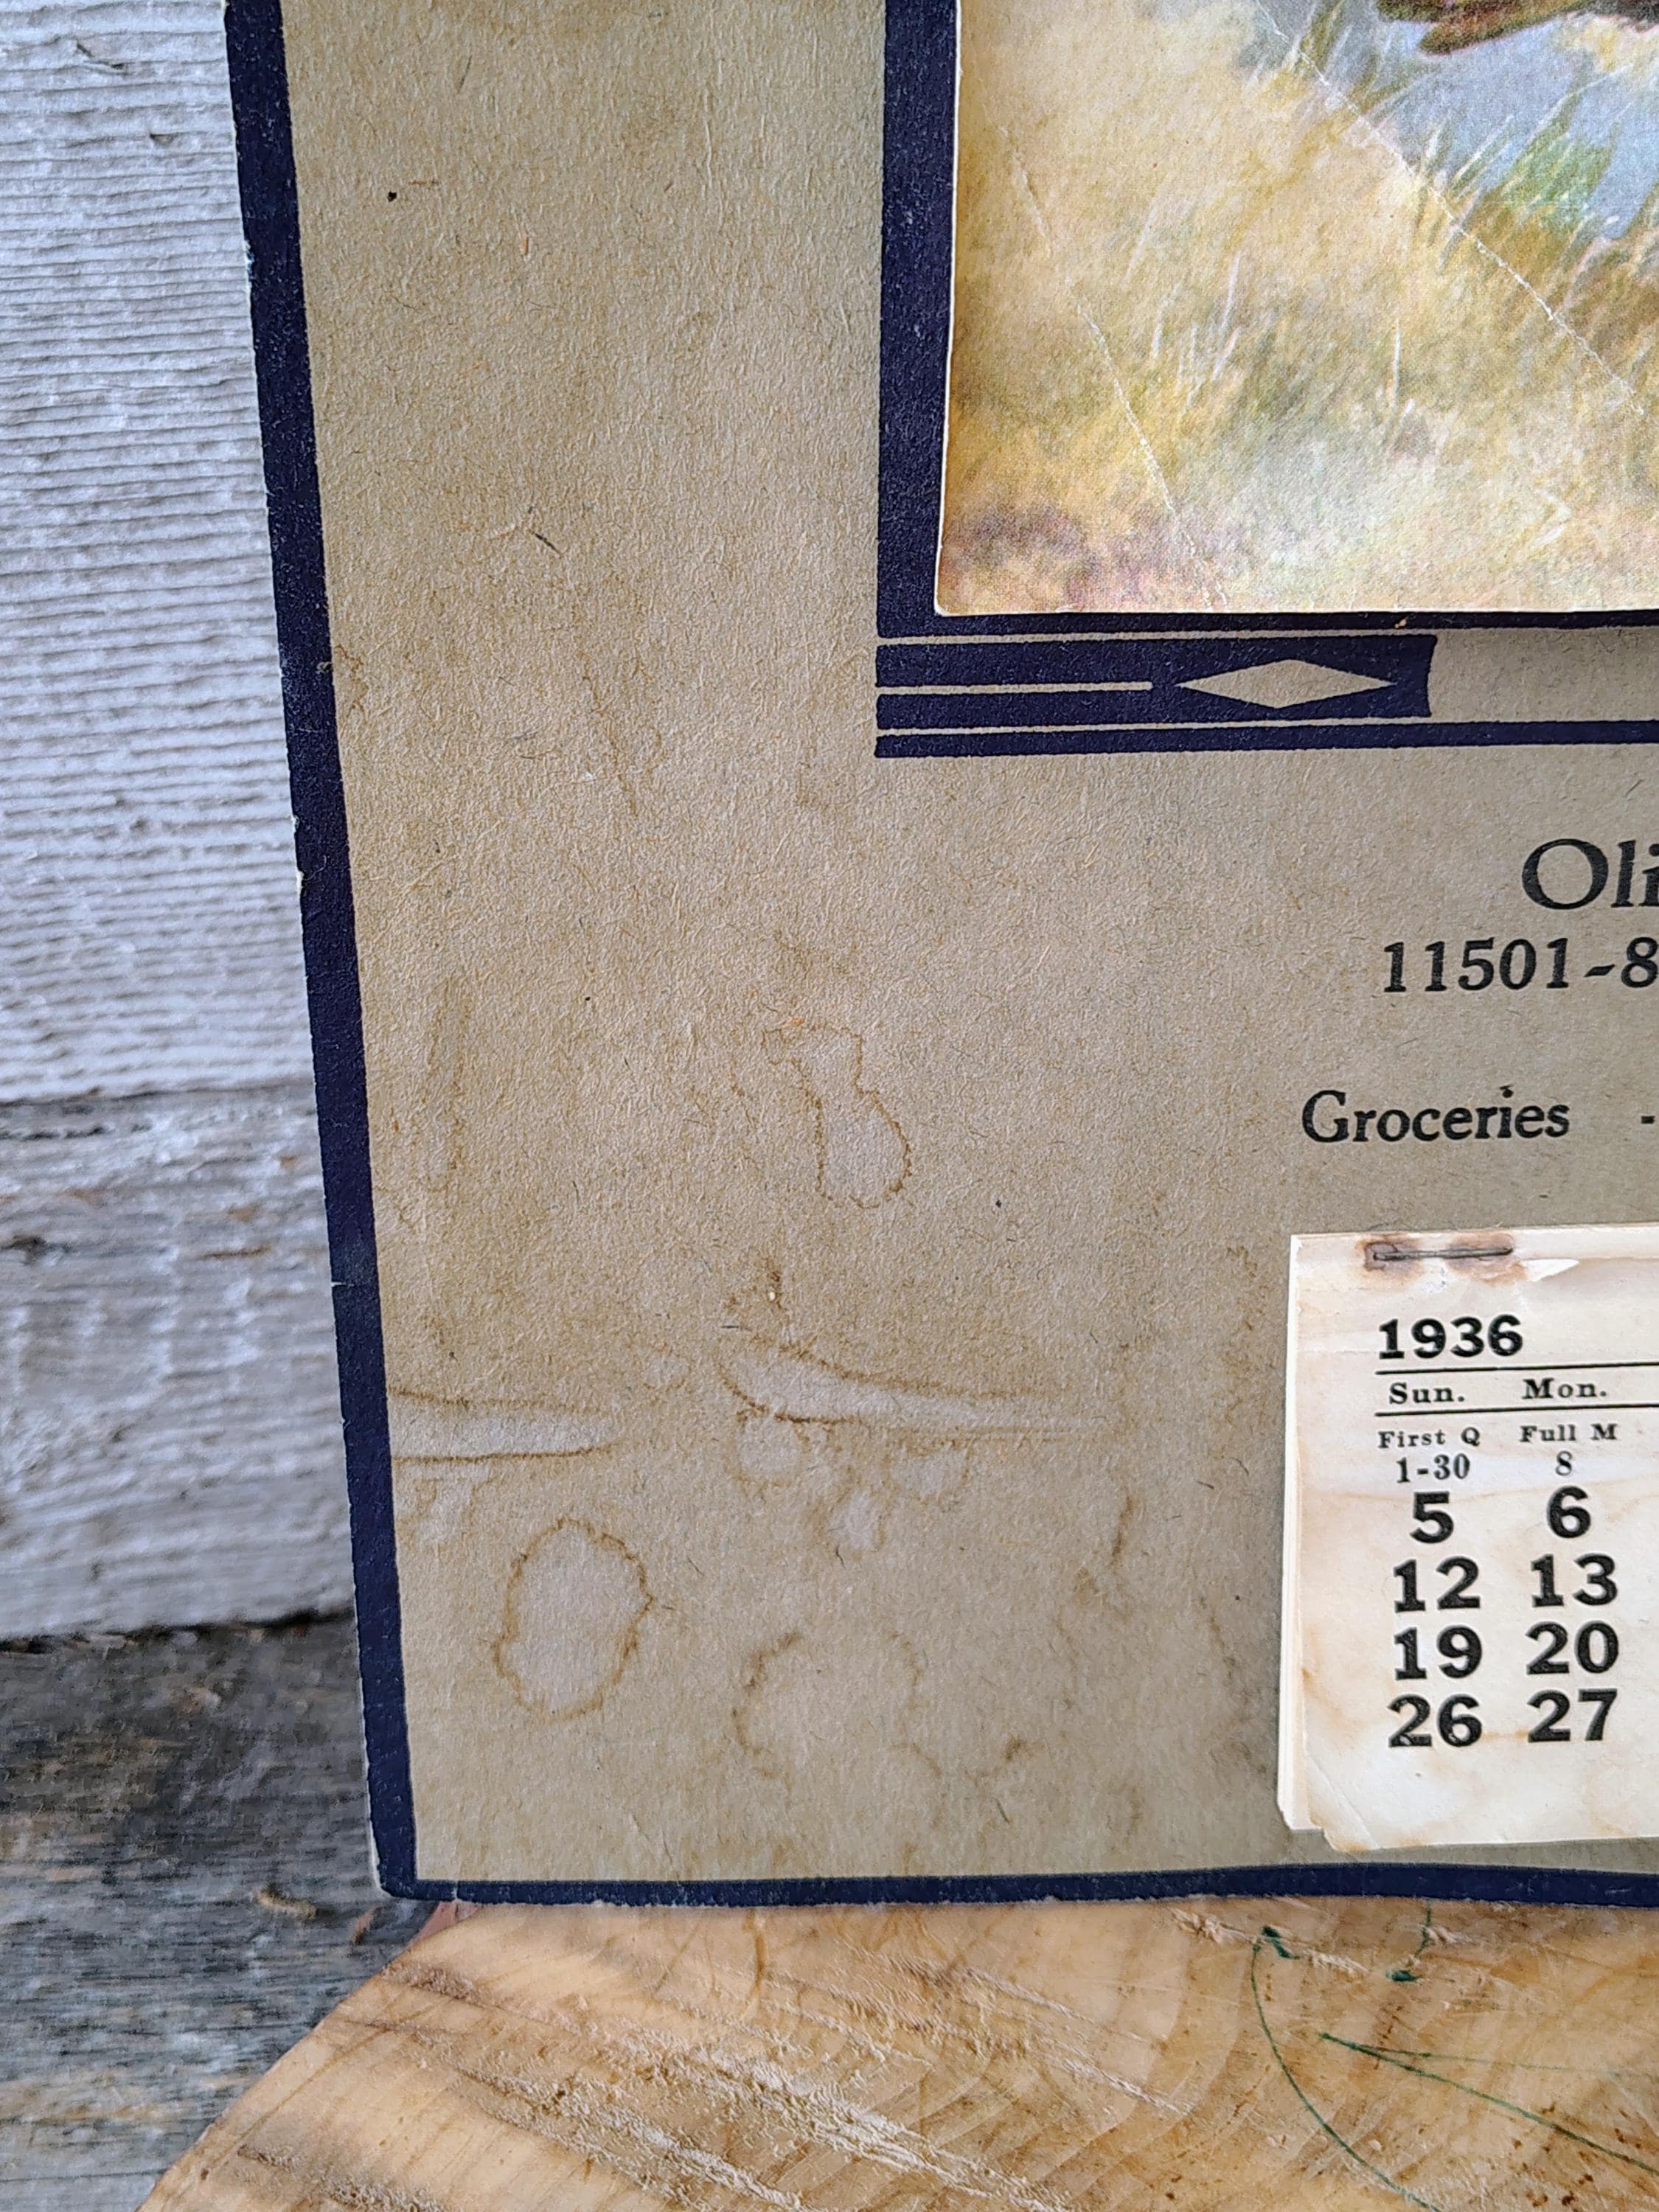 Oli
11501-8
Groceries -
1936
Sun. Mon.
First Q Full M
1-30 8
5 6
12 13
19 20
26 27